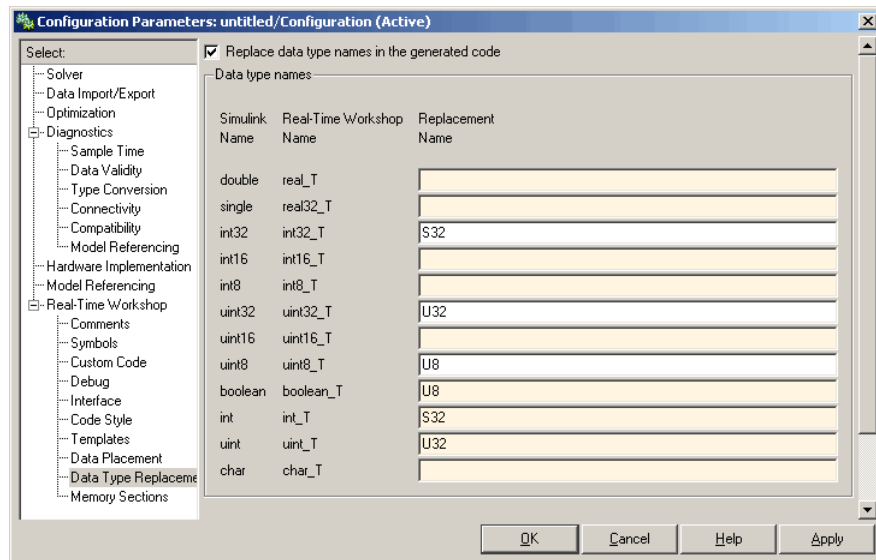 Configuration Parameters: untitled/Configuration (Active)
Select:
Solver
Data Import/Export
Optimization
Diagnostics
Sample Time
Data Validity
Type Conversion
Connectivity
Compatibility
Model Referencing
Hardware Implementation
Model Referencing
Real-Time Workshop
Comments
Symbols
Custom Code
Debug
Interface
Code Style
Templates
Data Placement
Data Type Replaceme
Memory Sections
Replace data type names in the generated code
Data type names
Simulink Name Real-Time Workshop Name Replacement Name
double real_T
single real32_T
int32 int32_T S32
int16 int16_T
int8 int8_T
uint32 uint32_T U32
uint16 uint16_T
uint8 uint8_T U8
boolean boolean_T U8
int int_T S32
uint uint_T U32
char char_T
OK Cancel Help Apply